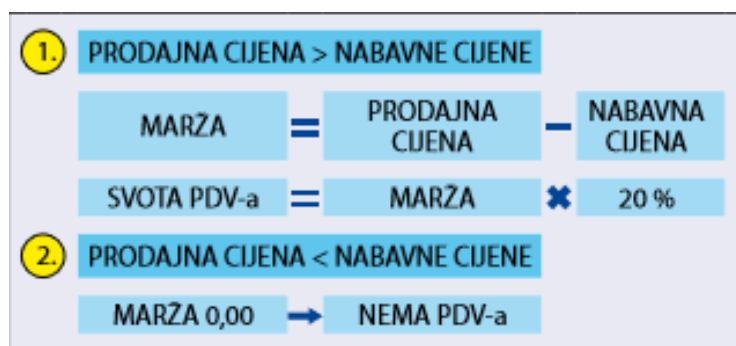 1. PRODAJNA CIJENA > NABAVNE CIJENE
MARŽA = PRODAJNA CIJENA - NABAVNA CIJENA
SVOTA PDV-a = MARŽA ✖ 20 %
2. PRODAJNA CIJENA < NABAVNE CIJENE
MARŽA 0,00 → NEMA PDV-a